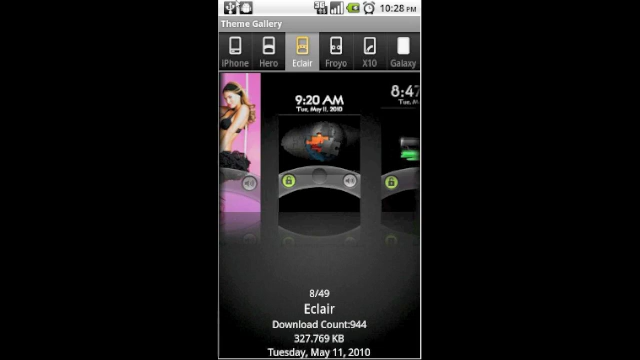 10:28 PM
Theme Gallery
iPhone Hero Eclair Froyo X10 Galaxy
9:20 AM
Tue, May 11, 2010
8:47
8/49
Eclair
Download Count:944
327.769 KB
Tuesday, May 11, 2010